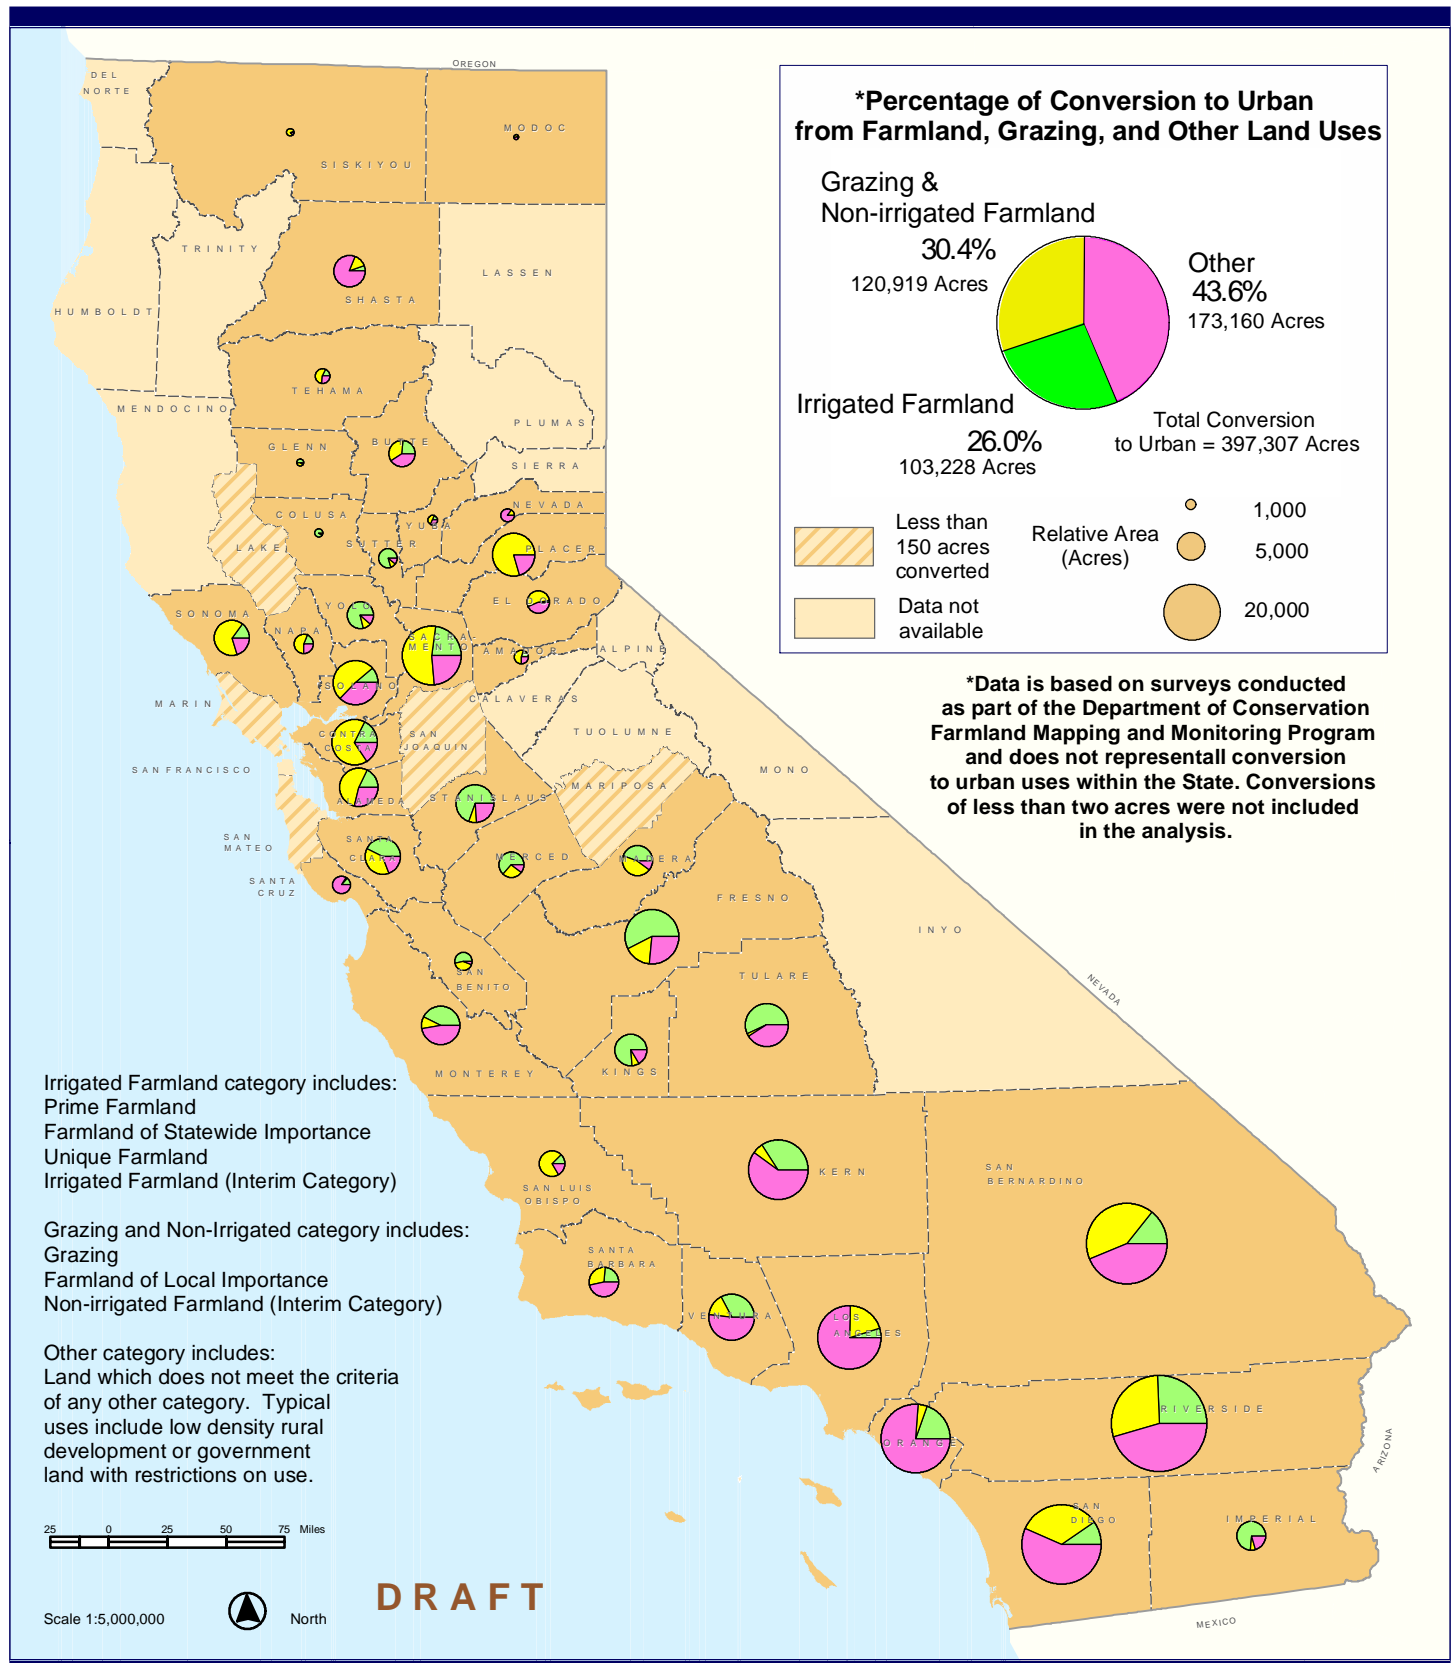 *Percentage of Conversion to Urban
from Farmland, Grazing, and Other Land Uses
Grazing &
Non-irrigated Farmland
30.4%
120,919 Acres
Other
43.6%
173,160 Acres
Irrigated Farmland
26.0%
103,228 Acres
Total Conversion
to Urban = 397,307 Acres
Less than
150 acres
converted
Data not
available
Relative Area
(Acres)
1,000
5,000
20,000
*Data is based on surveys conducted
as part of the Department of Conservation
Farmland Mapping and Monitoring Program
and does not representall conversion
to urban uses within the State. Conversions
of less than two acres were not included
in the analysis.
OREGON
DEL
NORTE
SISKIYOU
MODOC
TRINITY
HUMBOLDT
SHASTA
LASSEN
TEHAMA
MENDOCINO
PLUMAS
GLENN
BUTTE
SIERRA
COLUSA
YUBA
NEVADA
LAKE
SUTTER
PLACER
SONOMA
NAPA
YOLO
EL DORADO
SACRA-
MENTO
AMADOR
ALPINE
SOLANO
MARIN
CALAVERAS
CONTRA
COSTA
SAN
JOAQUIN
TUOLUMNE
SAN FRANCISCO
MONO
ALAMEDA
STANISLAUS
MARIPOSA
SAN
MATEO
SANTA
CLARA
MERCED
MADERA
SANTA
CRUZ
FRESNO
INYO
SAN
BENITO
TULARE
NEVADA
MONTEREY
KINGS
SAN LUIS
OBISPO
KERN
SAN
BERNARDINO
SANTA
BARBARA
VENTURA
LOS
ANGELES
ORANGE
RIVERSIDE
ARIZONA
SAN
DIEGO
IMPERIAL
MEXICO
Irrigated Farmland category includes:
Prime Farmland
Farmland of Statewide Importance
Unique Farmland
Irrigated Farmland (Interim Category)
Grazing and Non-Irrigated category includes:
Grazing
Farmland of Local Importance
Non-irrigated Farmland (Interim Category)
Other category includes:
Land which does not meet the criteria
of any other category.  Typical
uses include low density rural
development or government
land with restrictions on use.
25 0 25 50 75 Miles
Scale 1:5,000,000
North
DRAFT